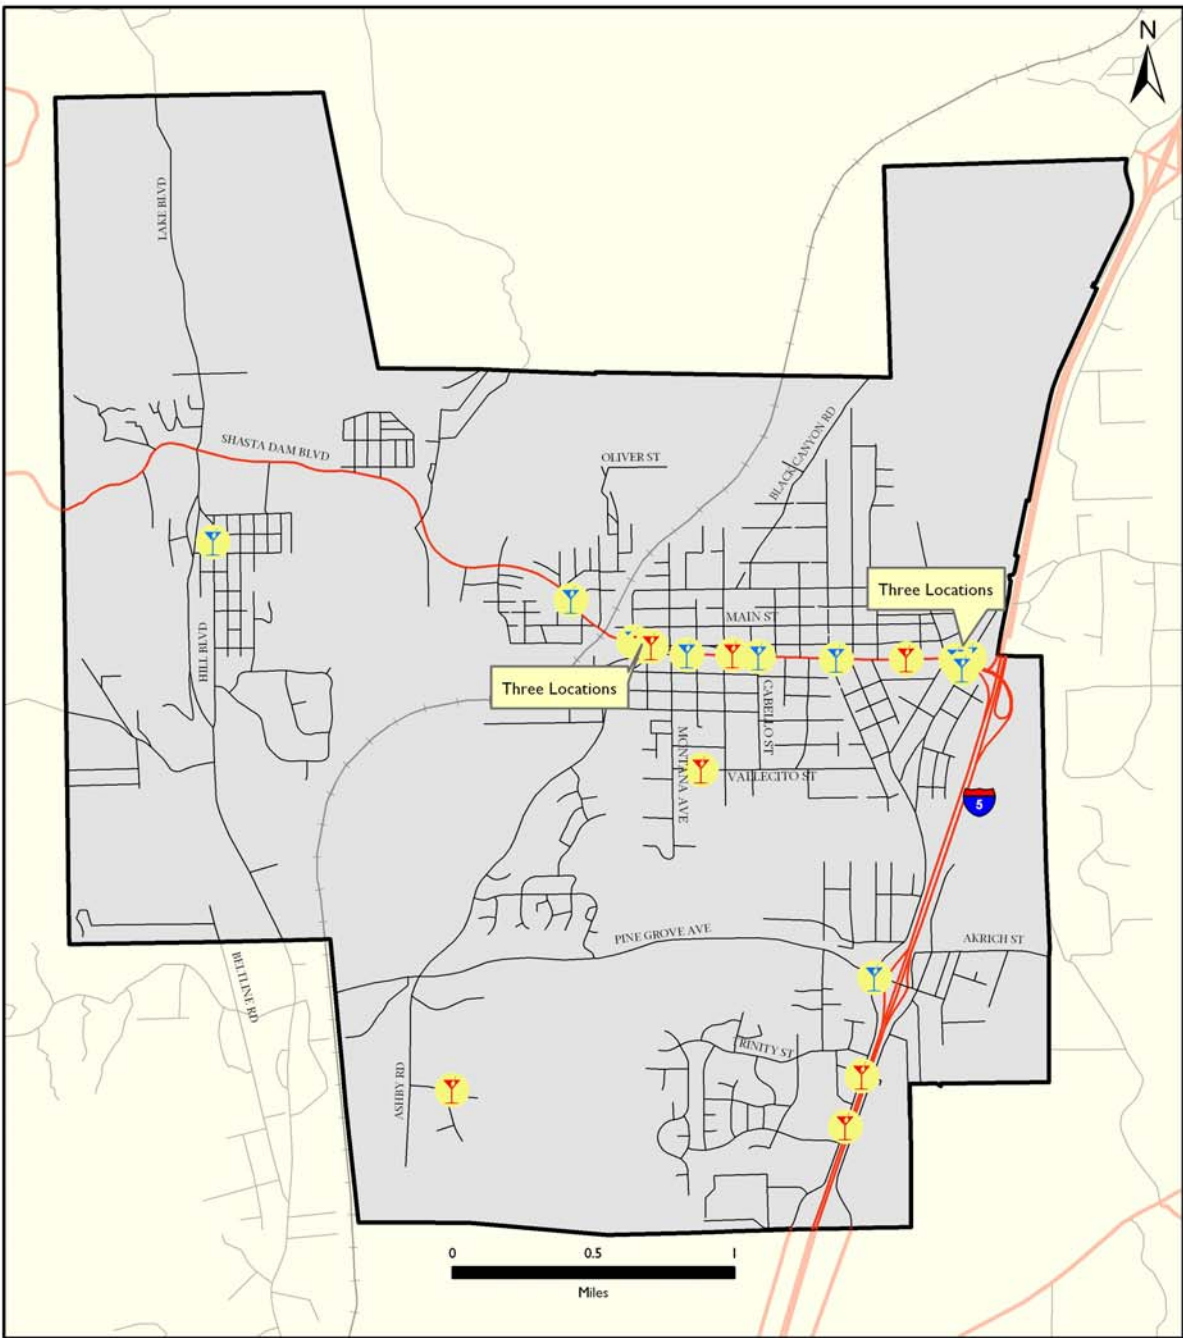 N
LAKE BLVD
SHASTA DAM BLVD
OLIVER ST
BLACK CANYON RD
Three Locations
MAIN ST
HILL BLVD
Three Locations
CABELLO ST
MONTANA AVE
VALLECITO ST
5
PINE GROVE AVE
AKRICH ST
BELTLINE RD
TRINITY ST
ASHBY RD
0 0.5 1
Miles